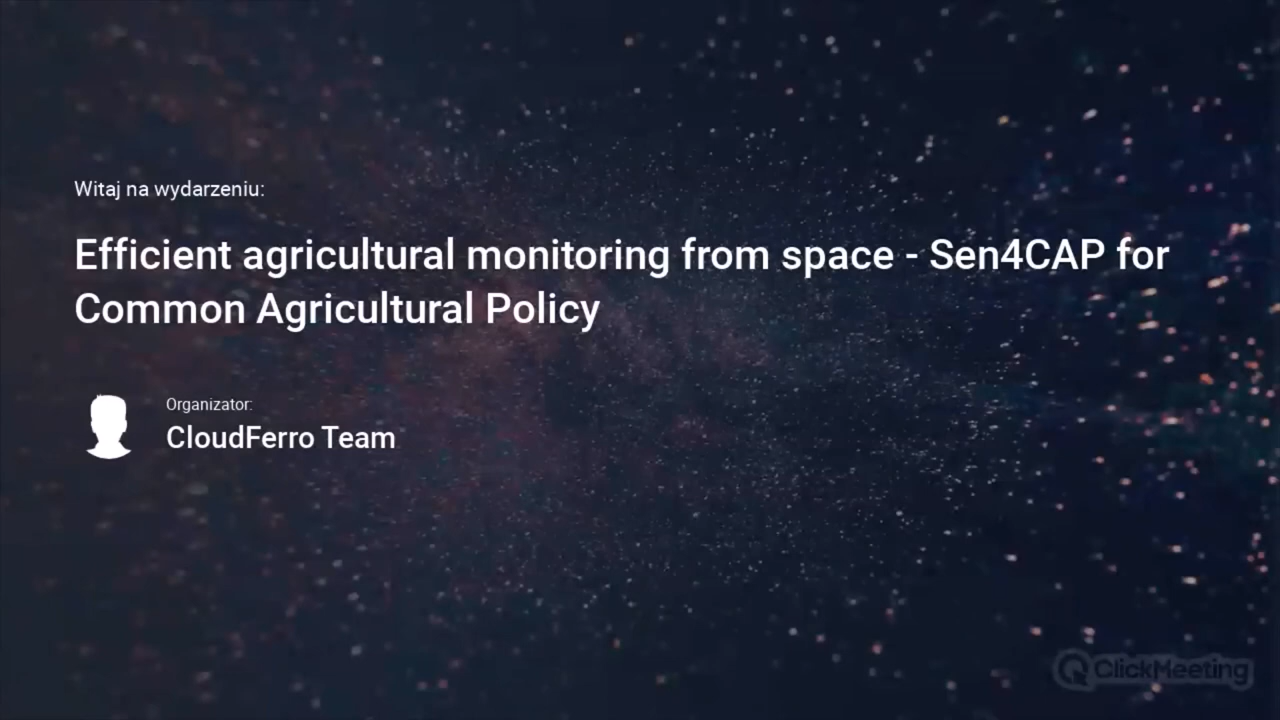 Witaj na wydarzeniu:
Efficient agricultural monitoring from space - Sen4CAP for
Common Agricultural Policy
Organizator:
CloudFerro Team
ClickMeeting